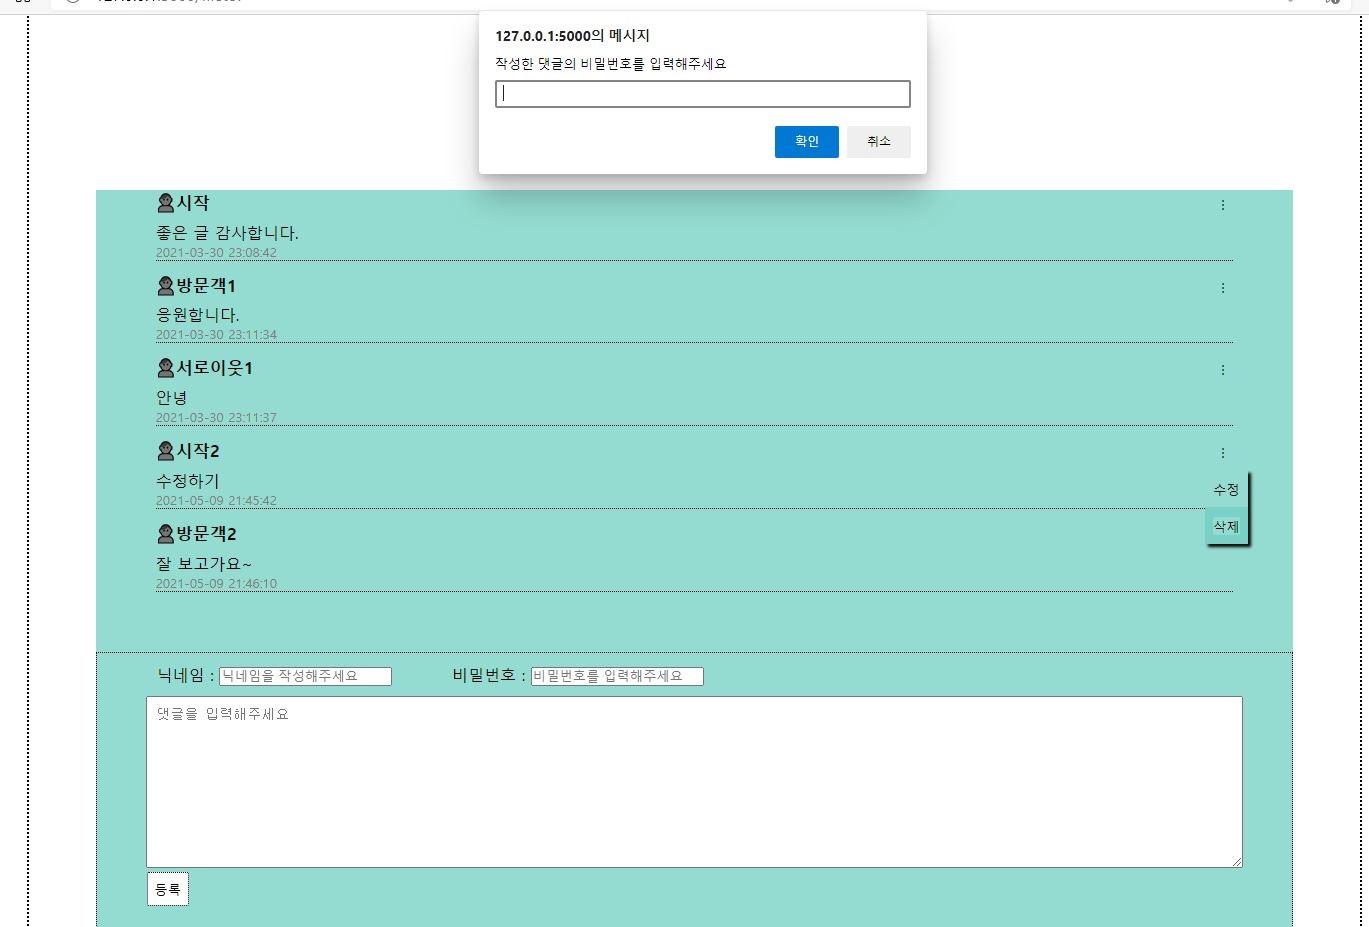 127.0.0.1:5000의 메시지
작성한 댓글의 비밀번호를 입력해주세요
확인 취소
시작
좋은 글 감사합니다.
2021-03-30 23:08:42
방문객1
응원합니다.
2021-03-30 23:11:34
서로이웃1
안녕
2021-03-30 23:11:37
시작2
수정하기
2021-05-09 21:45:42
수정
삭제
방문객2
잘 보고가요~
2021-05-09 21:46:10
닉네임 : 닉네임을 작성해주세요 비밀번호 : 비밀번호를 입력해주세요
댓글을 입력해주세요
등록